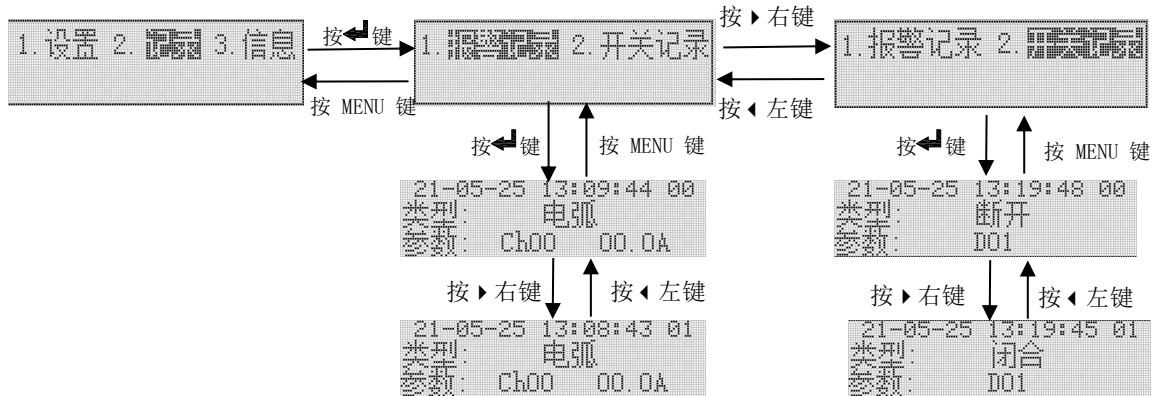 1.设置 2.记录 3.信息
按 键
按 MENU 键
1.报警记录 2.开关记录
按 右键
按 左键
1.报警记录 2.开关记录
按 键
按 MENU 键
按 键
按 MENU 键
21-05-25 13:09:44 00
类型: 电弧
参数: Ch00 00.0A
21-05-25 13:19:48 00
类型: 断开
参数: DO1
按 右键
按 左键
按 右键
按 左键
21-05-25 13:08:43 01
类型: 电弧
参数: Ch00 00.0A
21-05-25 13:19:45 01
类型: 闭合
参数: DO1